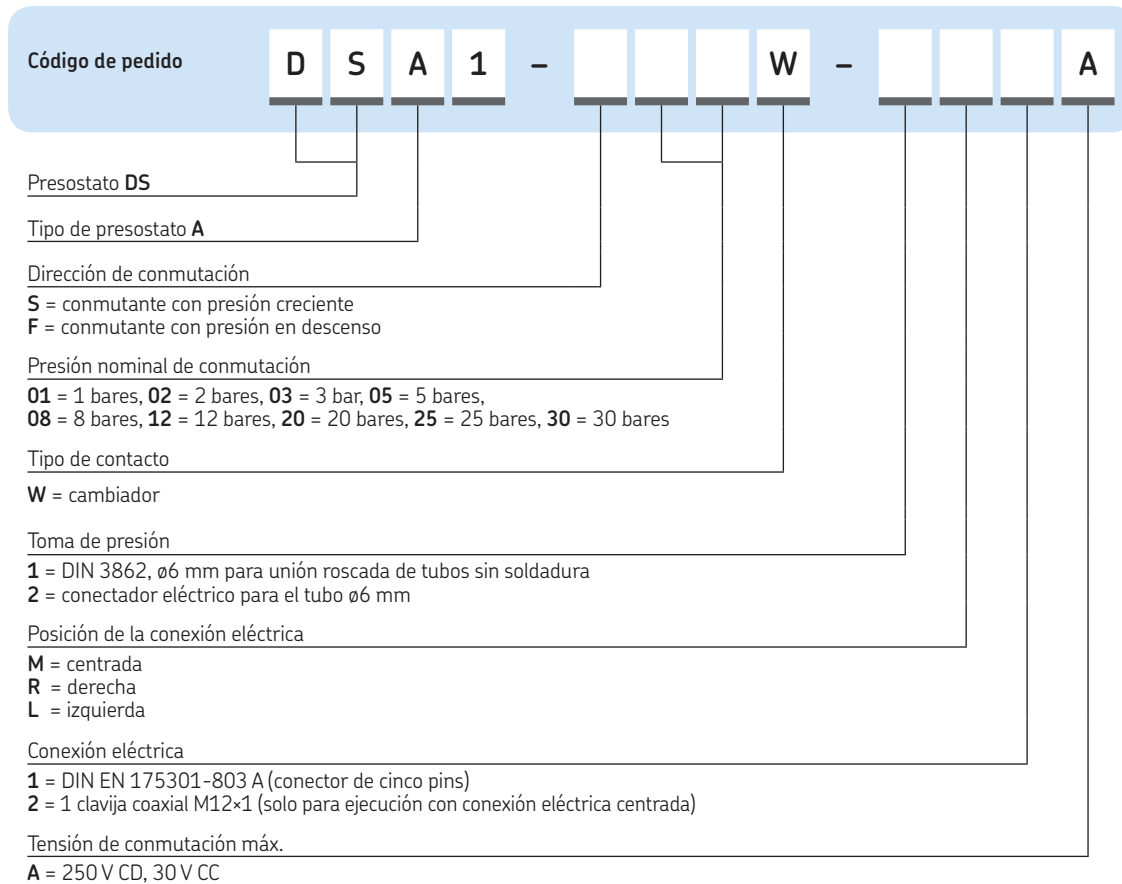 Código de pedido D S A 1 – W – A
Presostato DS
Tipo de presostato A
Dirección de conmutación
S = conmutante con presión creciente
F = conmutante con presión en descenso
Presión nominal de conmutación
01 = 1 bares, 02 = 2 bares, 03 = 3 bar, 05 = 5 bares,
08 = 8 bares, 12 = 12 bares, 20 = 20 bares, 25 = 25 bares, 30 = 30 bares
Tipo de contacto
W = cambiador
Toma de presión
1 = DIN 3862, ø6 mm para unión roscada de tubos sin soldadura
2 = conectador eléctrico para el tubo ø6 mm
Posición de la conexión eléctrica
M = centrada
R = derecha
L = izquierda
Conexión eléctrica
1 = DIN EN 175301-803 A (conector de cinco pins)
2 = 1 clavija coaxial M12×1 (solo para ejecución con conexión eléctrica centrada)
Tensión de conmutación máx.
A = 250 V CD, 30 V CC